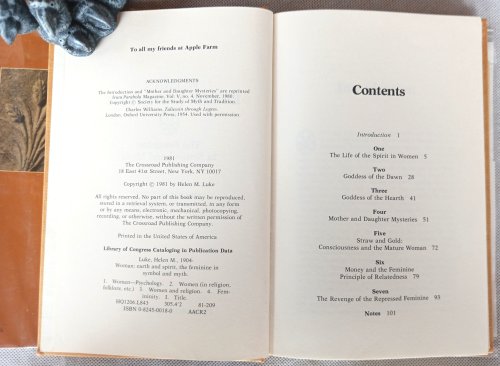 To all my friends at Apple Farm
ACKNOWLEDGMENTS
The Introduction and "Mother and Daughter Mysteries" are reprinted
from Parabola Magazine, Vol. V, no. 4, November, 1980;
Copyright © Society for the Study of Myth and Tradition.
Charles Williams Taliessin through Logres.
London, Oxford University Press, 1954. Used with permission
1981
The Crossroad Publishing Company
18 East 41st Street, New York, NY 10017
Copyright © 1981 by Helen M. Luke
All rights reserved. No part of this book may be reproduced,
stored in a retrieval system, or transmitted, in any form
or by any means, electronic, mechanical, photocopying,
recording, or otherwise, without the written permission of
The Crossroad Publishing Company.
Printed in the United States of America
Library of Congress Cataloging in Publication Data
Luke, Helen M., 1904-
Woman: earth and spirit, the feminine in
symbol and myth.
1. Women—Psychology. 2. Women (in religion,
folklore, etc.) 3. Women and religion. 4. Fem-
ininity. I. Title.
HQ1206.L843 305.4'2 81-209
ISBN 0-8245-0018-0 AACR2
Contents
Introduction 1
One
The Life of the Spirit in Women 5
Two
Goddess of the Dawn 28
Three
Goddess of the Hearth 41
Four
Mother and Daughter Mysteries 51
Five
Straw and Gold:
Consciousness and the Mature Woman 72
Six
Money and the Feminine
Principle of Relatedness 79
Seven
The Revenge of the Repressed Feminine 93
Notes 101